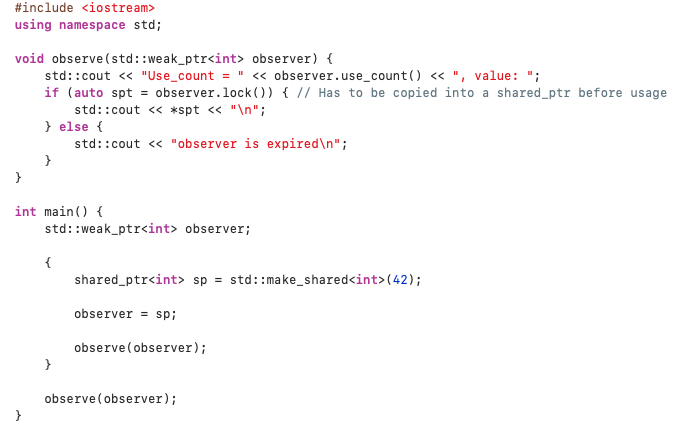 #include <iostream>
using namespace std;
void observe(std::weak_ptr<int> observer) {
    std::cout << "Use_count = " << observer.use_count() << ", value: ";
    if (auto spt = observer.lock()) { // Has to be copied into a shared_ptr before usage
        std::cout << *spt << "\n";
    } else {
        std::cout << "observer is expired\n";
    }
}
int main() {
    std::weak_ptr<int> observer;
    {
        shared_ptr<int> sp = std::make_shared<int>(42);
        observer = sp;
        observe(observer);
    }
    observe(observer);
}